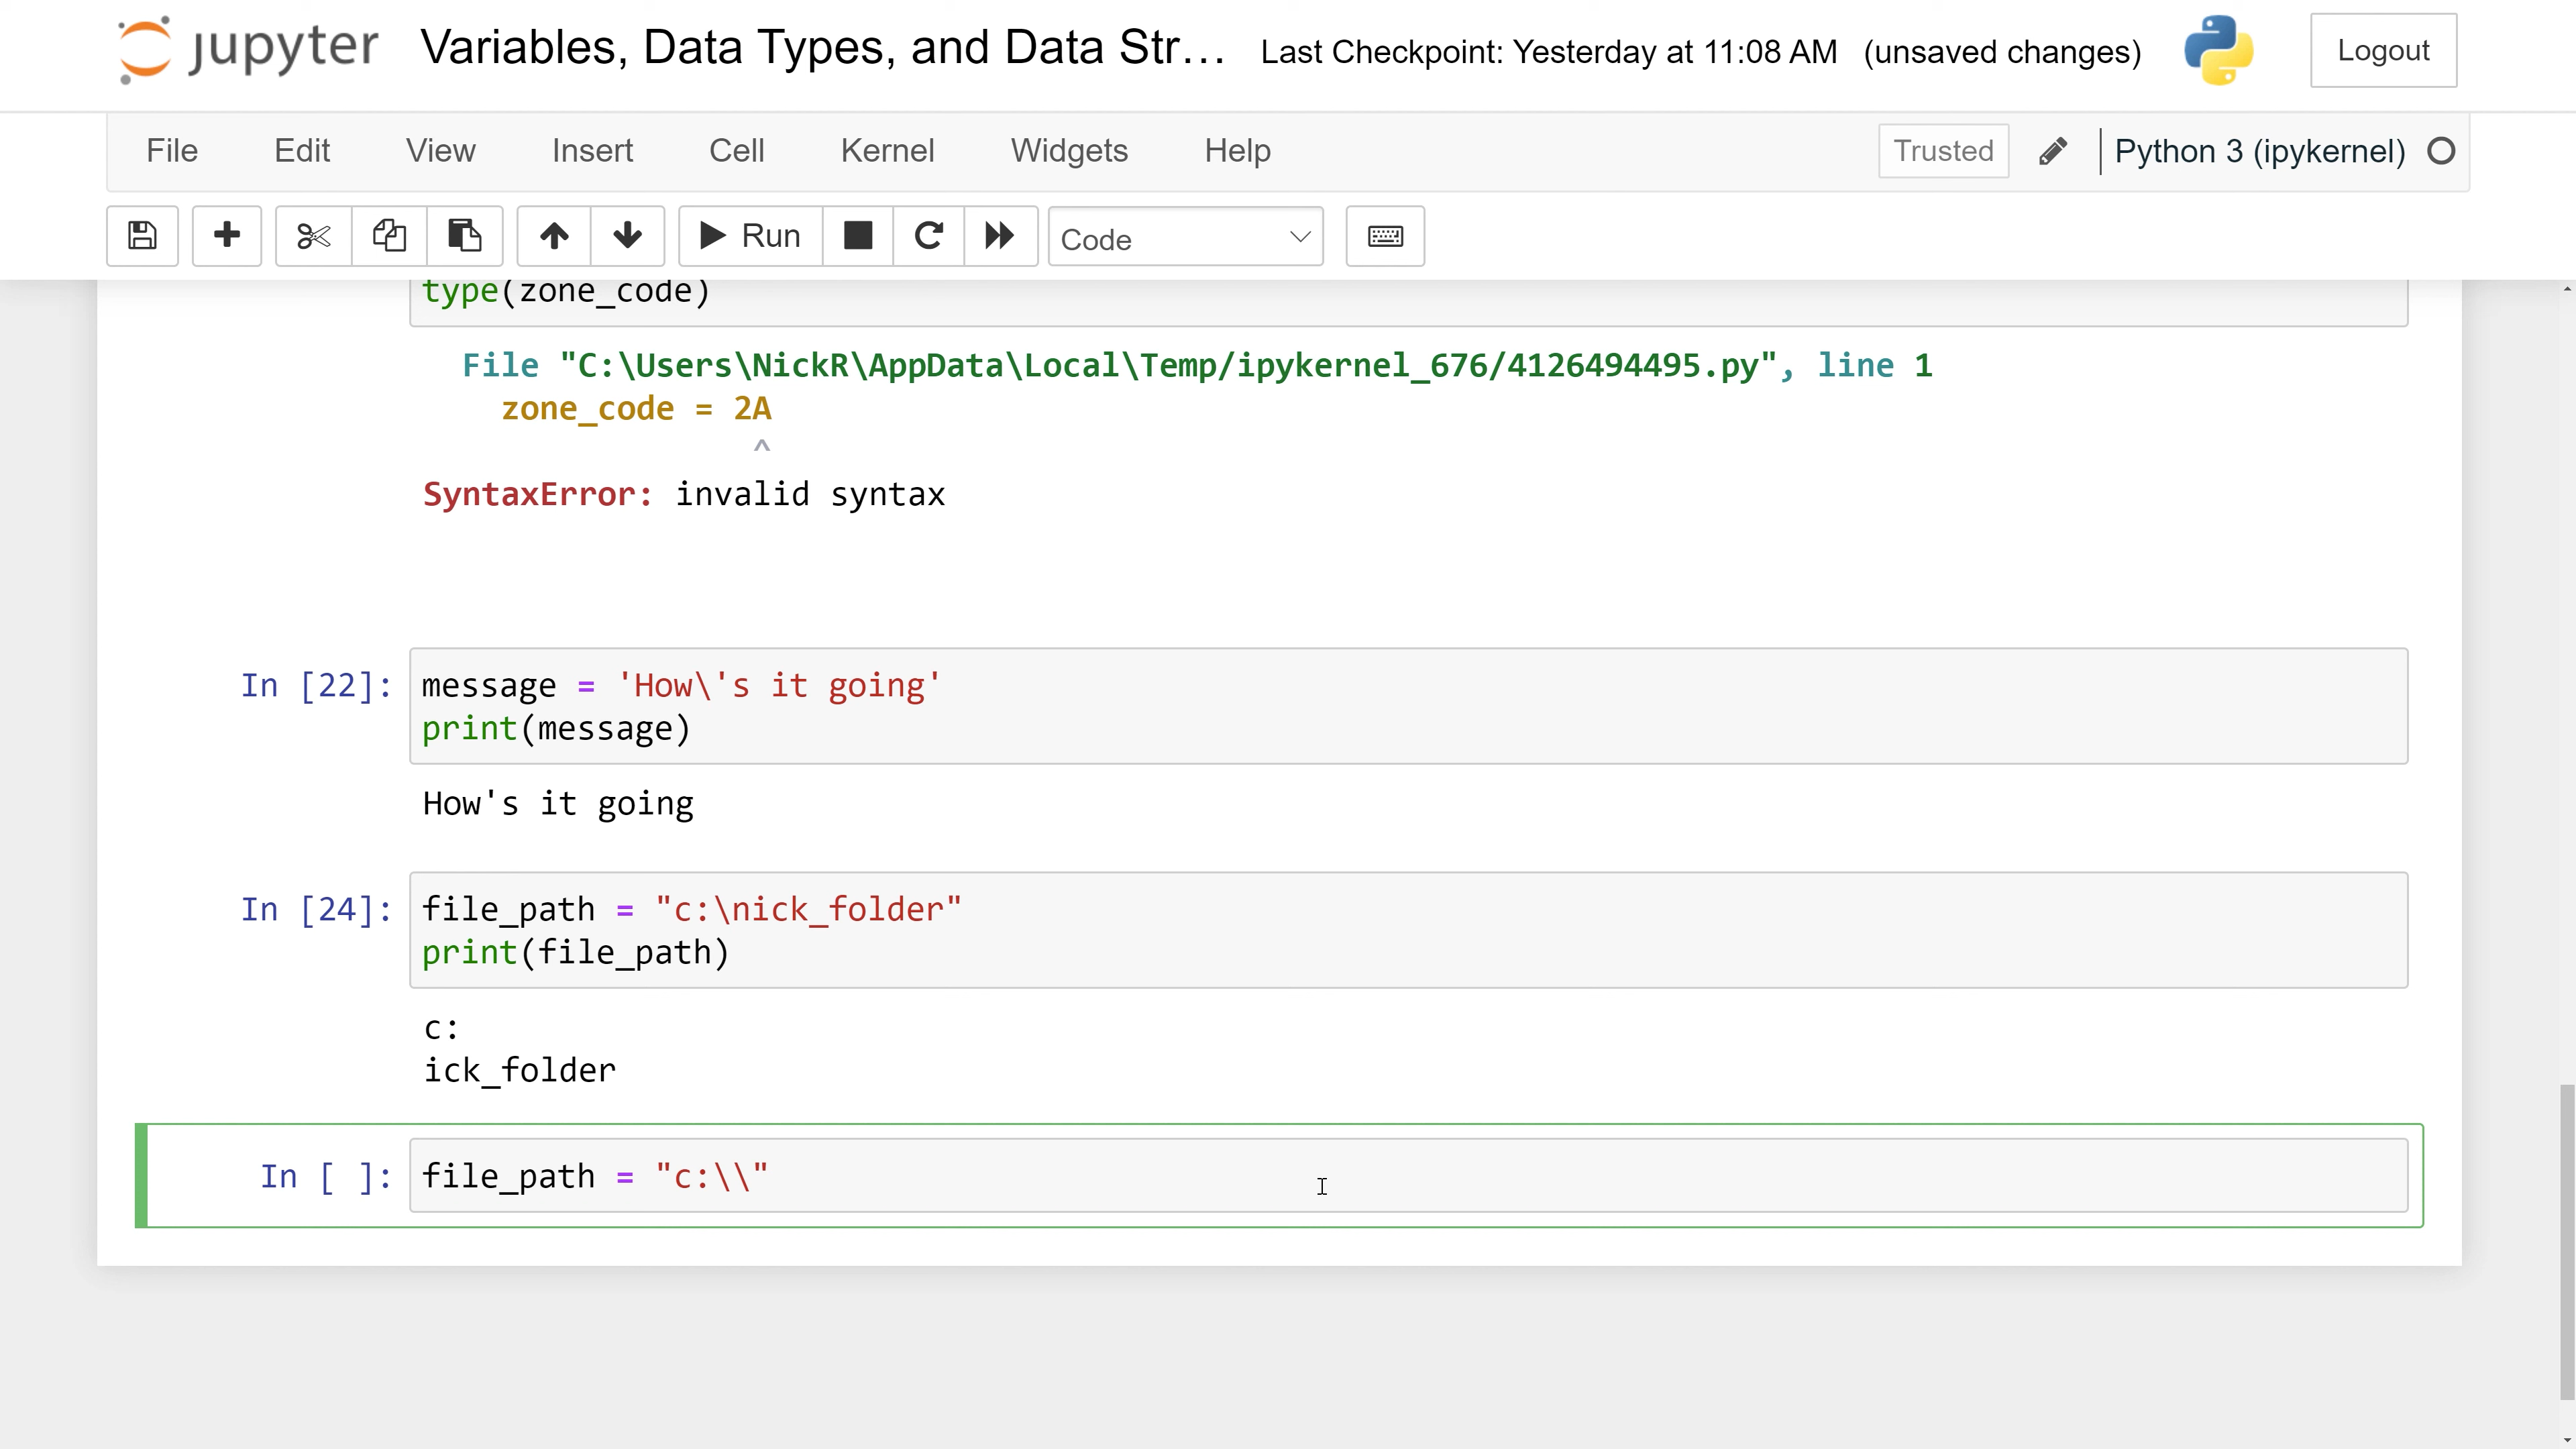 jupyter Variables, Data Types, and Data Str... Last Checkpoint: Yesterday at 11:08 AM (unsaved changes) Logout
File Edit View Insert Cell Kernel Widgets Help Trusted Python 3 (ipykernel)
Run Code
type(zone_code)
File "C:\Users\NickR\AppData\Local\Temp/ipykernel_676/4126494495.py", line 1
zone_code = 2A
^
SyntaxError: invalid syntax
In [22]: message = 'How\'s it going'
print(message)
How's it going
In [24]: file_path = "c:\nick_folder"
print(file_path)
c:
ick_folder
In [ ]: file_path = "c:\\"